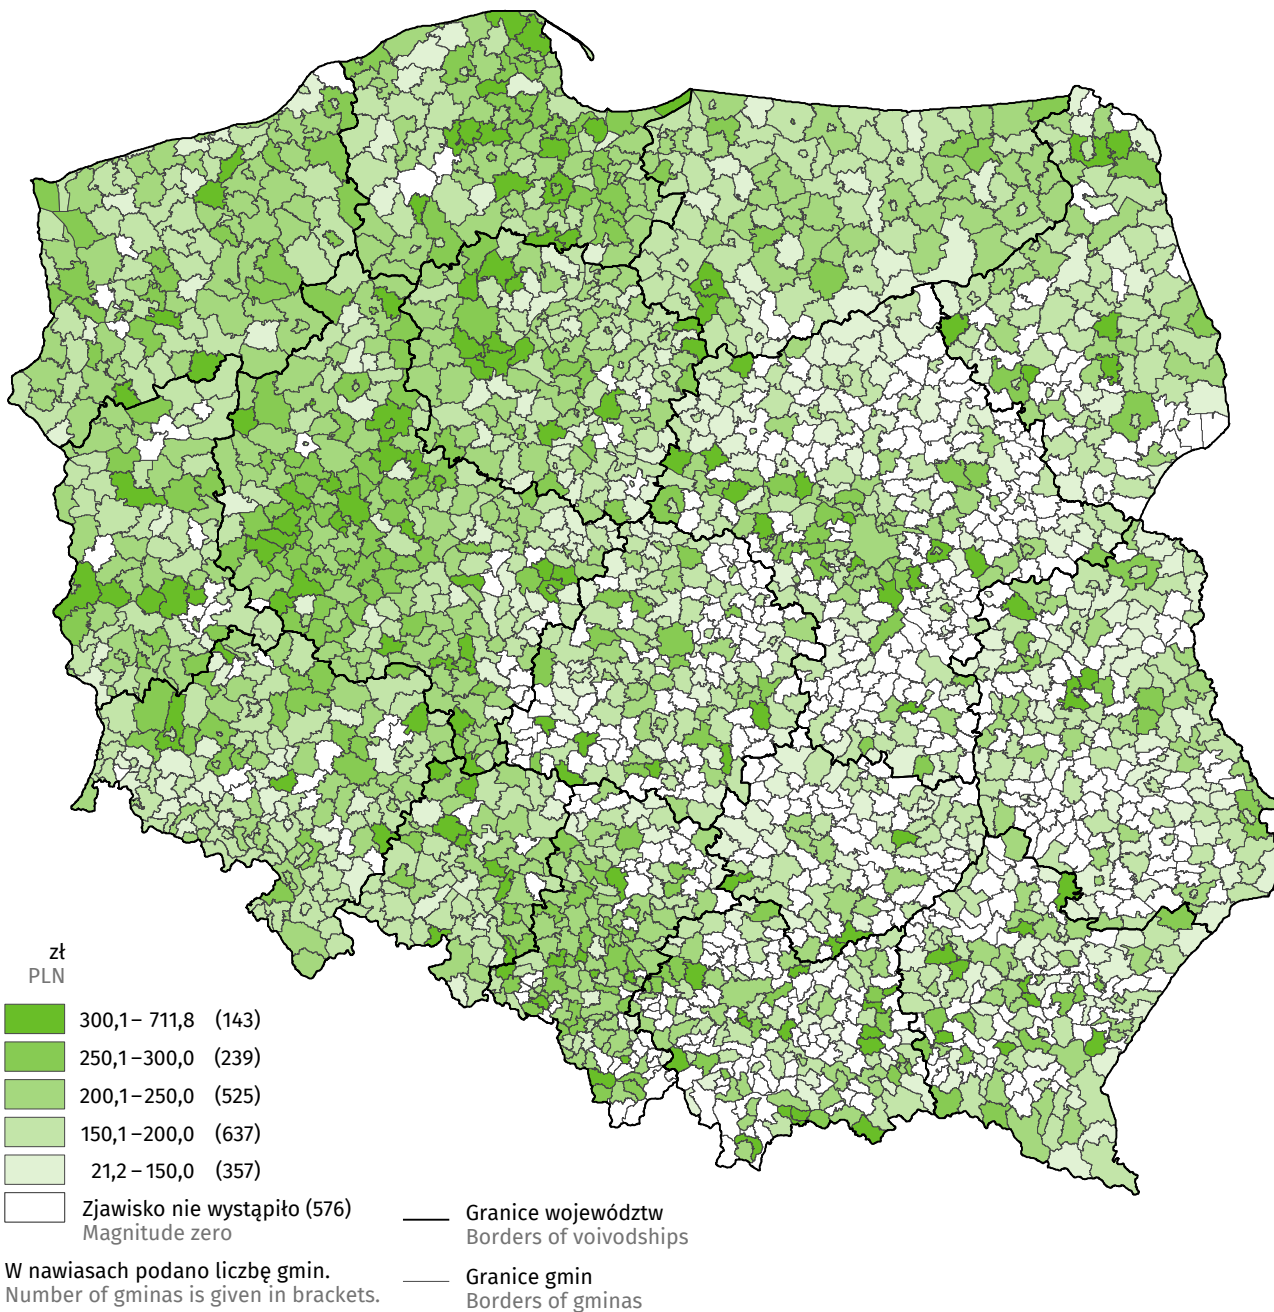 zł
PLN
300,1 – 711,8 (143)
250,1 – 300,0 (239)
200,1 – 250,0 (525)
150,1 – 200,0 (637)
21,2 – 150,0 (357)
Zjawisko nie wystąpiło (576)
Magnitude zero
W nawiasach podano liczbę gmin.
Number of gminas is given in brackets.
Granice województw
Borders of voivodships
Granice gmin
Borders of gminas